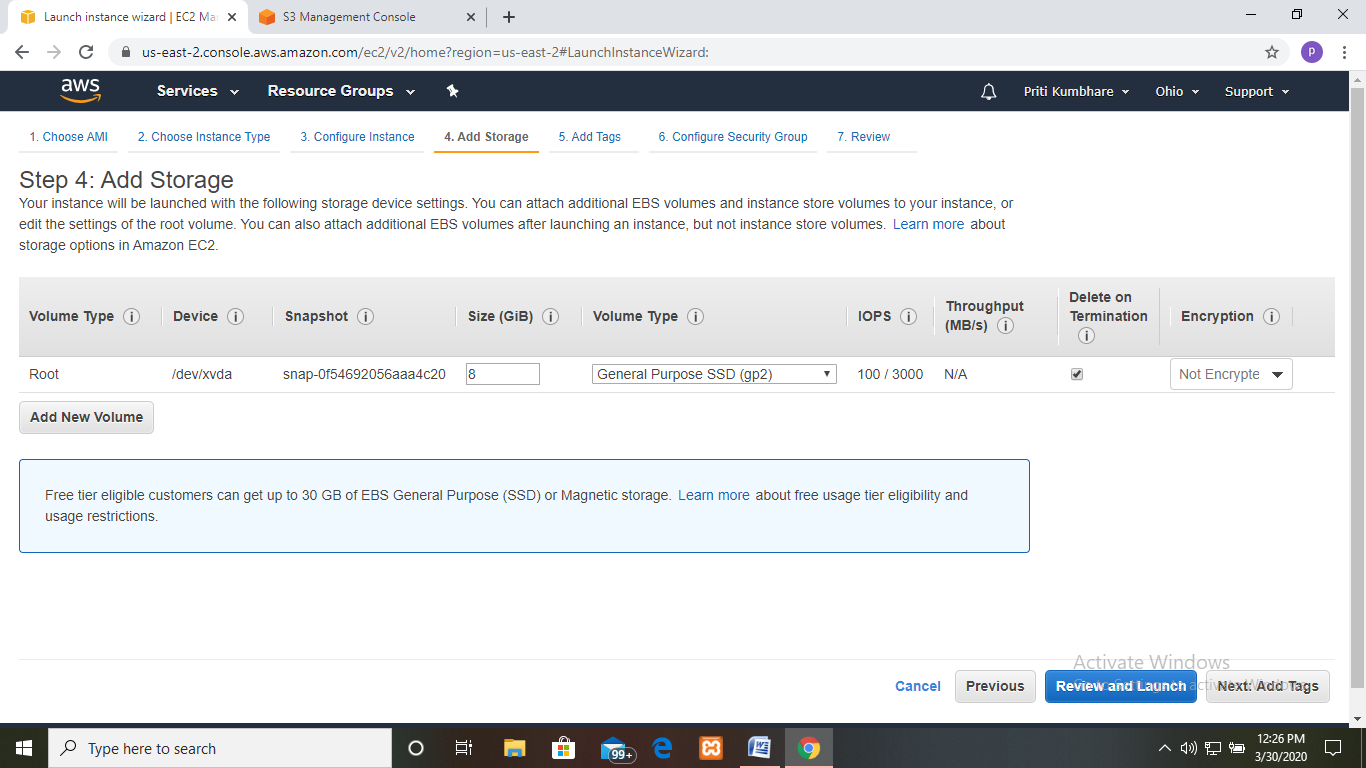 Launch instance wizard | EC2 Ma
S3 Management Console
us-east-2.console.aws.amazon.com/ec2/v2/home?region=us-east-2#LaunchInstanceWizard:
P
aws
Services
Resource Groups
Priti Kumbhare
Ohio
Support
1. Choose AMI
2. Choose Instance Type
3. Configure Instance
4. Add Storage
5. Add Tags
6. Configure Security Group
7. Review
Step 4: Add Storage
Your instance will be launched with the following storage device settings. You can attach additional EBS volumes and instance store volumes to your instance, or
edit the settings of the root volume. You can also attach additional EBS volumes after launching an instance, but not instance store volumes. Learn more about
storage options in Amazon EC2.
Volume Type i Device i Snapshot i Size (GiB) i Volume Type i IOPS i Throughput (MB/s) i Delete on Termination i Encryption i
Root /dev/xvda snap-0f54692056aaa4c20 8 General Purpose SSD (gp2) 100 / 3000 N/A Not Encrypte
Add New Volume
Free tier eligible customers can get up to 30 GB of EBS General Purpose (SSD) or Magnetic storage. Learn more about free usage tier eligibility and
usage restrictions.
Activate Windows
Cancel
Previous
Review and Launch
Next: Add Tags
Type here to search
99+
12:26 PM
3/30/2020